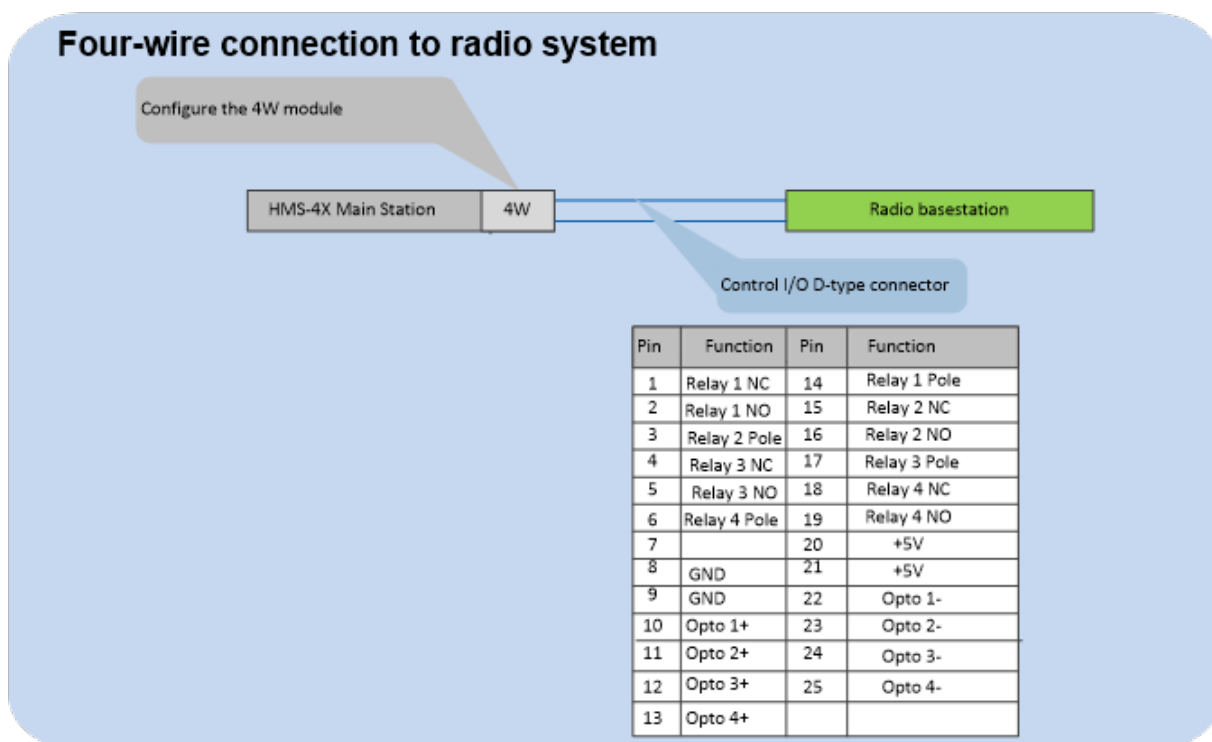 Four-wire connection to radio system
Configure the 4W module
HMS-4X Main Station 4W Radio basestation
Control I/O D-type connector
Pin Function Pin Function
1 Relay 1 NC 14 Relay 1 Pole
2 Relay 1 NO 15 Relay 2 NC
3 Relay 2 Pole 16 Relay 2 NO
4 Relay 3 NC 17 Relay 3 Pole
5 Relay 3 NO 18 Relay 4 NC
6 Relay 4 Pole 19 Relay 4 NO
7 20 +5V
8 GND 21 +5V
9 GND 22 Opto 1-
10 Opto 1+ 23 Opto 2-
11 Opto 2+ 24 Opto 3-
12 Opto 3+ 25 Opto 4-
13 Opto 4+